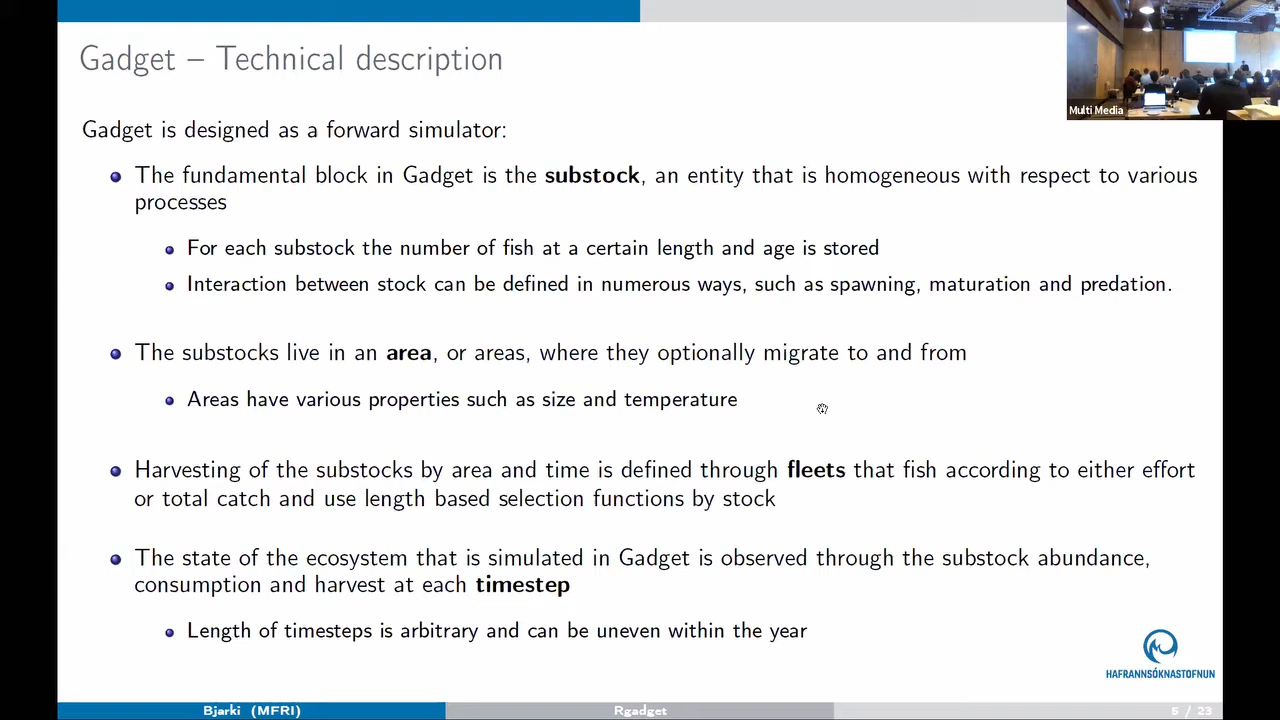 Gadget – Technical description
Multi Media
Gadget is designed as a forward simulator:
The fundamental block in Gadget is the substock, an entity that is homogeneous with respect to various
processes
For each substock the number of fish at a certain length and age is stored
Interaction between stock can be defined in numerous ways, such as spawning, maturation and predation.
The substocks live in an area, or areas, where they optionally migrate to and from
Areas have various properties such as size and temperature
Harvesting of the substocks by area and time is defined through fleets that fish according to either effort
or total catch and use length based selection functions by stock
The state of the ecosystem that is simulated in Gadget is observed through the substock abundance,
consumption and harvest at each timestep
Length of timesteps is arbitrary and can be uneven within the year
HAFRANNSÓKNASTOFNUN
Bjarki (MFRI)
Rgadget
5 / 23